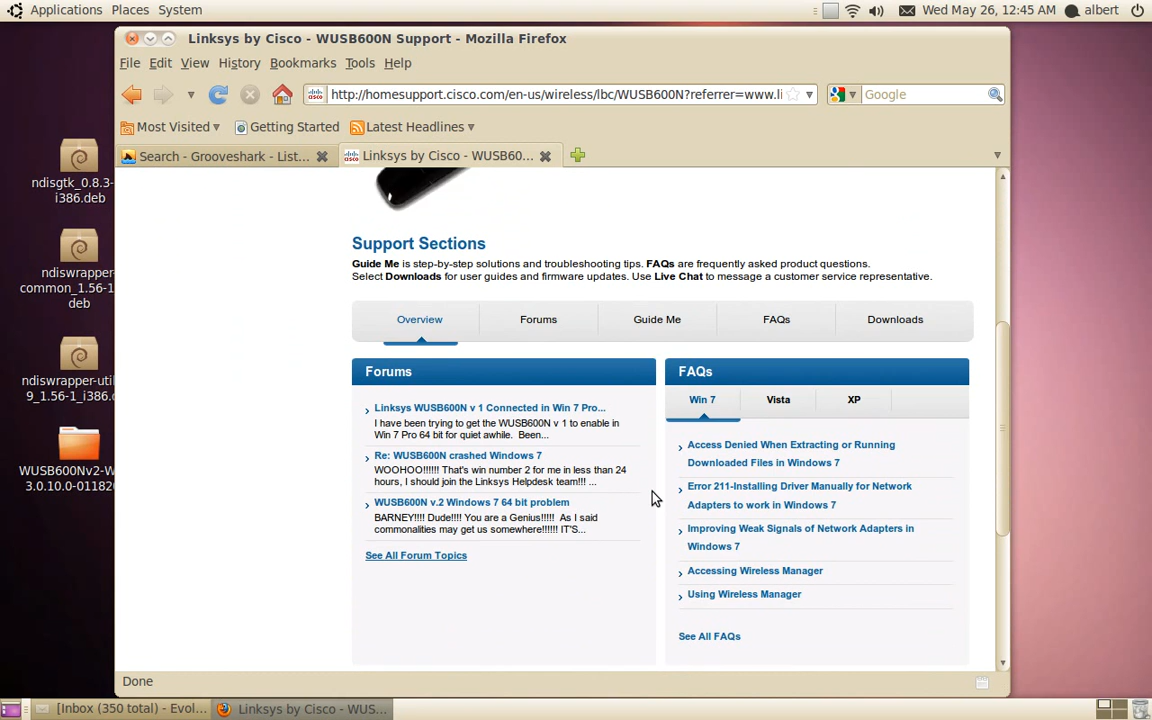 Applications Places System
Wed May 26, 12:45 AM albert
Linksys by Cisco - WUSB600N Support - Mozilla Firefox
File Edit View History Bookmarks Tools Help
http://homesupport.cisco.com/en-us/wireless/lbc/WUSB600N?referrer=www.li
Google
Most Visited Getting Started Latest Headlines
Search - Grooveshark - List... Linksys by Cisco - WUSB60...
ndisgtk_0.8.3-
i386.deb
ndiswrapper-
common_1.56-1
deb
ndiswrapper-uti
9_1.56-1_i386.d
WUSB600Nv2-W
3.0.10.0-01182
Support Sections
Guide Me is step-by-step solutions and troubleshooting tips. FAQs are frequently asked product questions.
Select Downloads for user guides and firmware updates. Use Live Chat to message a customer service representative.
Overview Forums Guide Me FAQs Downloads
Forums
Linksys WUSB600N v 1 Connected in Win 7 Pro...
I have been trying to get the WUSB600N v 1 to enable in
Win 7 Pro 64 bit for quiet awhile. Been...
Re: WUSB600N crashed Windows 7
WOOHOO!!!!!! That's win number 2 for me in less than 24
hours, I should join the Linksys Helpdesk team!!! ...
WUSB600N v.2 Windows 7 64 bit problem
BARNEY!!!! Dude!!!! You are a Genius!!!!! As I said
commonalities may get us somewhere!!!!!! IT'S...
See All Forum Topics
FAQs
Win 7 Vista XP
Access Denied When Extracting or Running
Downloaded Files in Windows 7
Error 211-Installing Driver Manually for Network
Adapters to work in Windows 7
Improving Weak Signals of Network Adapters in
Windows 7
Accessing Wireless Manager
Using Wireless Manager
See All FAQs
Done
[Inbox (350 total) - Evol... Linksys by Cisco - WUS...